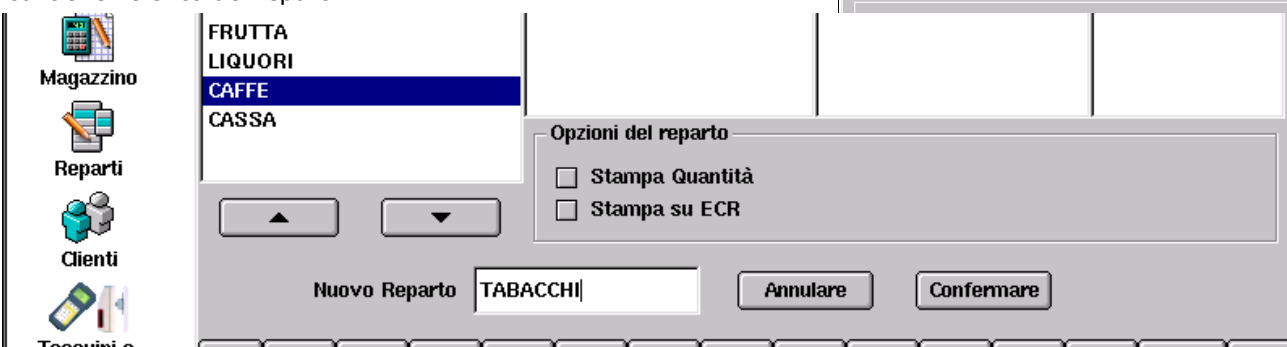 FRUTTA
LIQUORI
Magazzino
CAFFE
CASSA
Opzioni del reparto
Reparti
Stampa Quantità
Stampa su ECR
Clienti
Nuovo Reparto TABACCHI Annulare Confermare